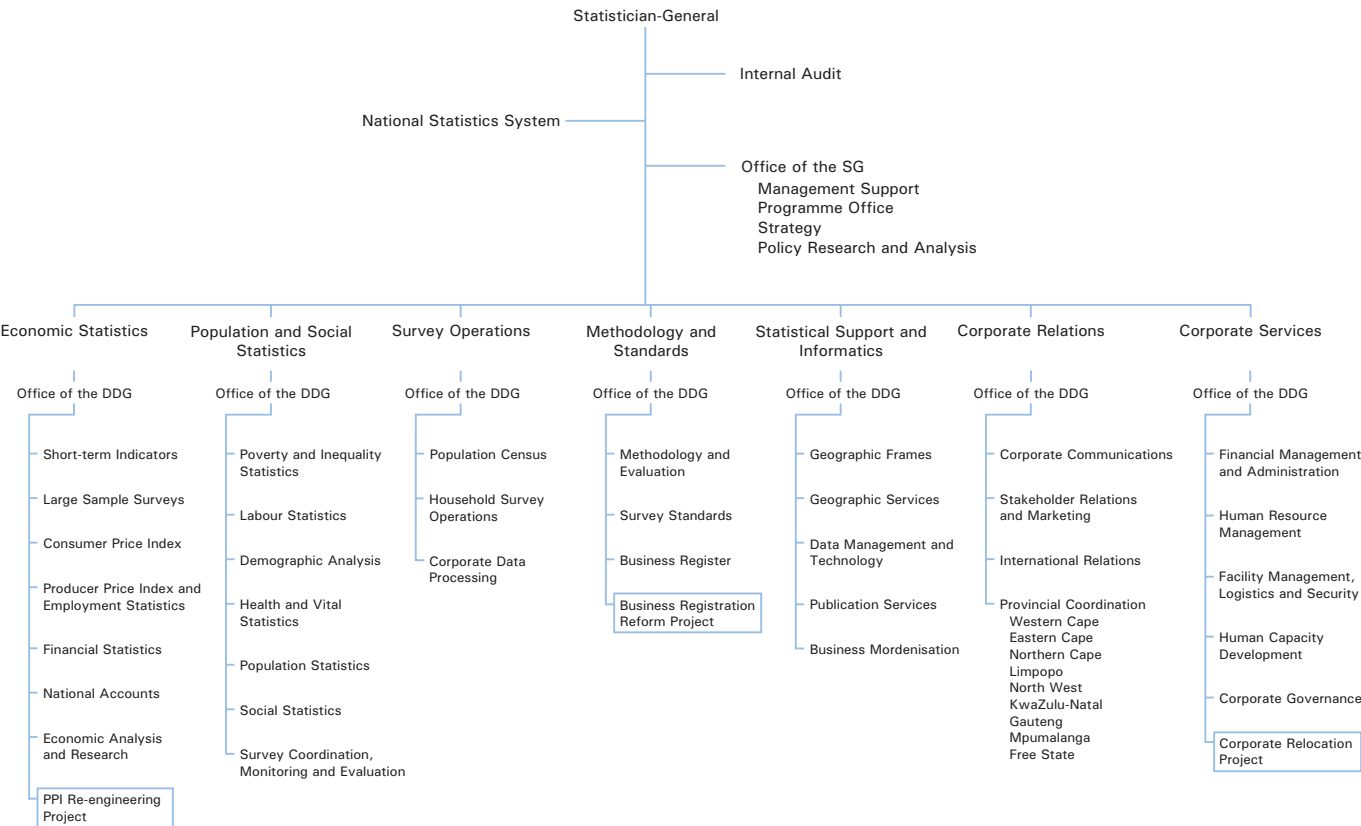 Statistician-General
Internal Audit
National Statistics System
Office of the SG
Management Support
Programme Office
Strategy
Policy Research and Analysis
Economic Statistics
Office of the DDG
Short-term Indicators
Large Sample Surveys
Consumer Price Index
Producer Price Index and
Employment Statistics
Financial Statistics
National Accounts
Economic Analysis
and Research
PPI Re-engineering
Project
Population and Social
Statistics
Office of the DDG
Poverty and Inequality
Statistics
Labour Statistics
Demographic Analysis
Health and Vital
Statistics
Population Statistics
Social Statistics
Survey Coordination,
Monitoring and Evaluation
Survey Operations
Office of the DDG
Population Census
Household Survey
Operations
Corporate Data
Processing
Methodology and
Standards
Office of the DDG
Methodology and
Evaluation
Survey Standards
Business Register
Business Registration
Reform Project
Statistical Support and
Informatics
Office of the DDG
Geographic Frames
Geographic Services
Data Management and
Technology
Publication Services
Business Mordenisation
Corporate Relations
Office of the DDG
Corporate Communications
Stakeholder Relations
and Marketing
International Relations
Provincial Coordination
Western Cape
Eastern Cape
Northern Cape
Limpopo
North West
KwaZulu-Natal
Gauteng
Mpumalanga
Free State
Corporate Services
Office of the DDG
Financial Management
and Administration
Human Resource
Management
Facility Management,
Logistics and Security
Human Capacity
Development
Corporate Governance
Corporate Relocation
Project